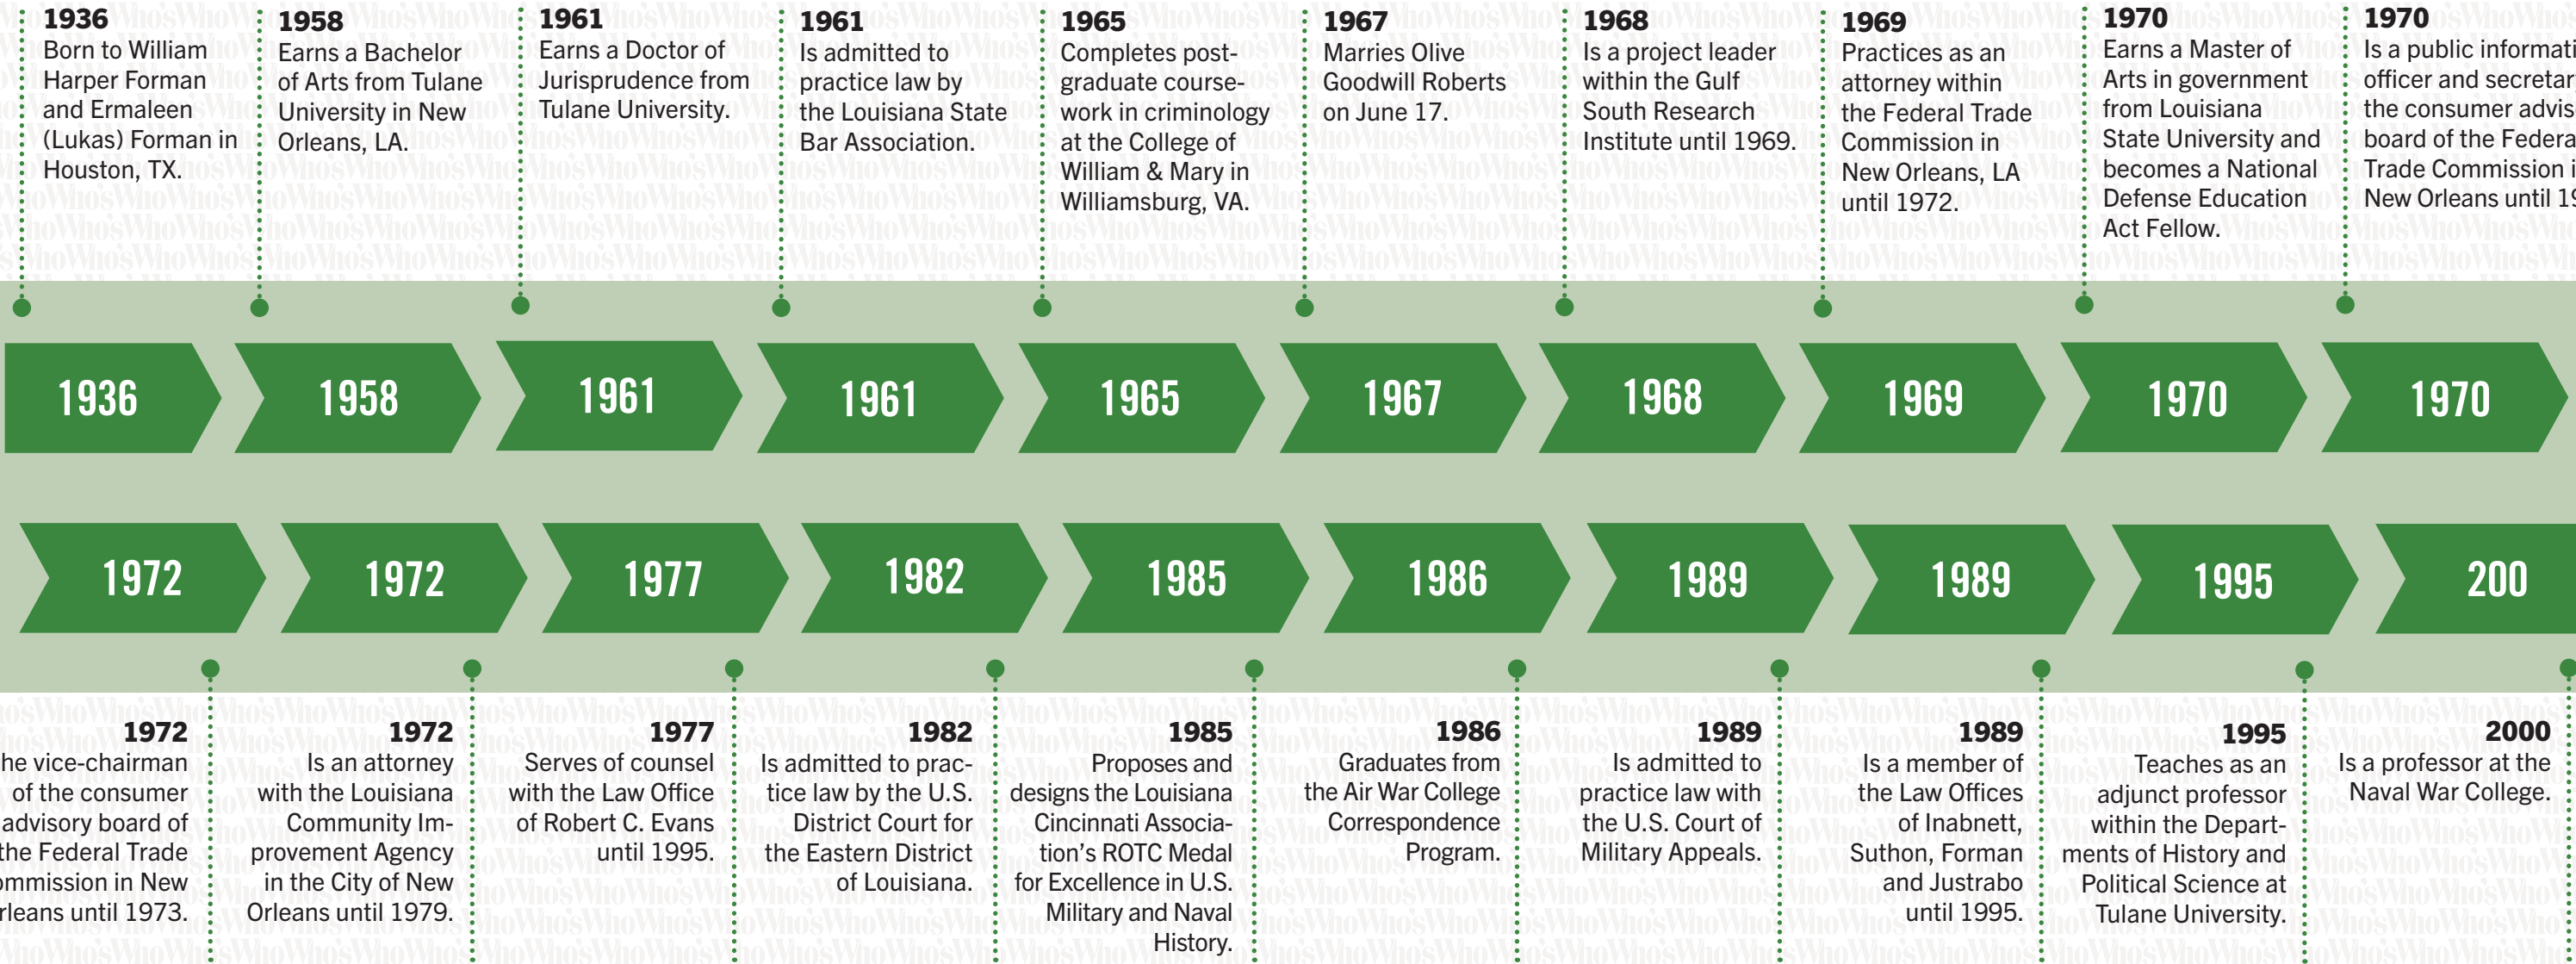 1936
Born to William
Harper Forman
and Ermaleen
(Lukas) Forman in
Houston, TX.
1958
Earns a Bachelor
of Arts from Tulane
University in New
Orleans, LA.
1961
Earns a Doctor of
Jurisprudence from
Tulane University.
1961
Is admitted to
practice law by
the Louisiana State
Bar Association.
1965
Completes post-
graduate course-
work in criminology
at the College of
William & Mary in
Williamsburg, VA.
1967
Marries Olive
Goodwill Roberts
on June 17.
1968
Is a project leader
within the Gulf
South Research
Institute until 1969.
1969
Practices as an
attorney within
the Federal Trade
Commission in
New Orleans, LA
until 1972.
1970
Earns a Master of
Arts in government
from Louisiana
State University and
becomes a National
Defense Education
Act Fellow.
1970
Is a public informati
officer and secretar
the consumer advis
board of the Federa
Trade Commission i
New Orleans until 19
1936
1958
1961
1961
1965
1967
1968
1969
1970
1970
1972
1972
1977
1982
1985
1986
1989
1989
1995
200
1972
he vice-chairman
of the consumer
advisory board of
the Federal Trade
ommission in New
rleans until 1973.
1972
Is an attorney
with the Louisiana
Community Im-
provement Agency
in the City of New
Orleans until 1979.
1977
Serves of counsel
with the Law Office
of Robert C. Evans
until 1995.
1982
Is admitted to prac-
tice law by the U.S.
District Court for
the Eastern District
of Louisiana.
1985
Proposes and
designs the Louisiana
Cincinnati Associa-
tion's ROTC Medal
for Excellence in U.S.
Military and Naval
History.
1986
Graduates from
the Air War College
Correspondence
Program.
1989
Is admitted to
practice law with
the U.S. Court of
Military Appeals.
1989
Is a member of
the Law Offices
of Inabnett,
Suthon, Forman
and Justrabo
until 1995.
1995
Teaches as an
adjunct professor
within the Depart-
ments of History and
Political Science at
Tulane University.
2000
Is a professor at the
Naval War College.